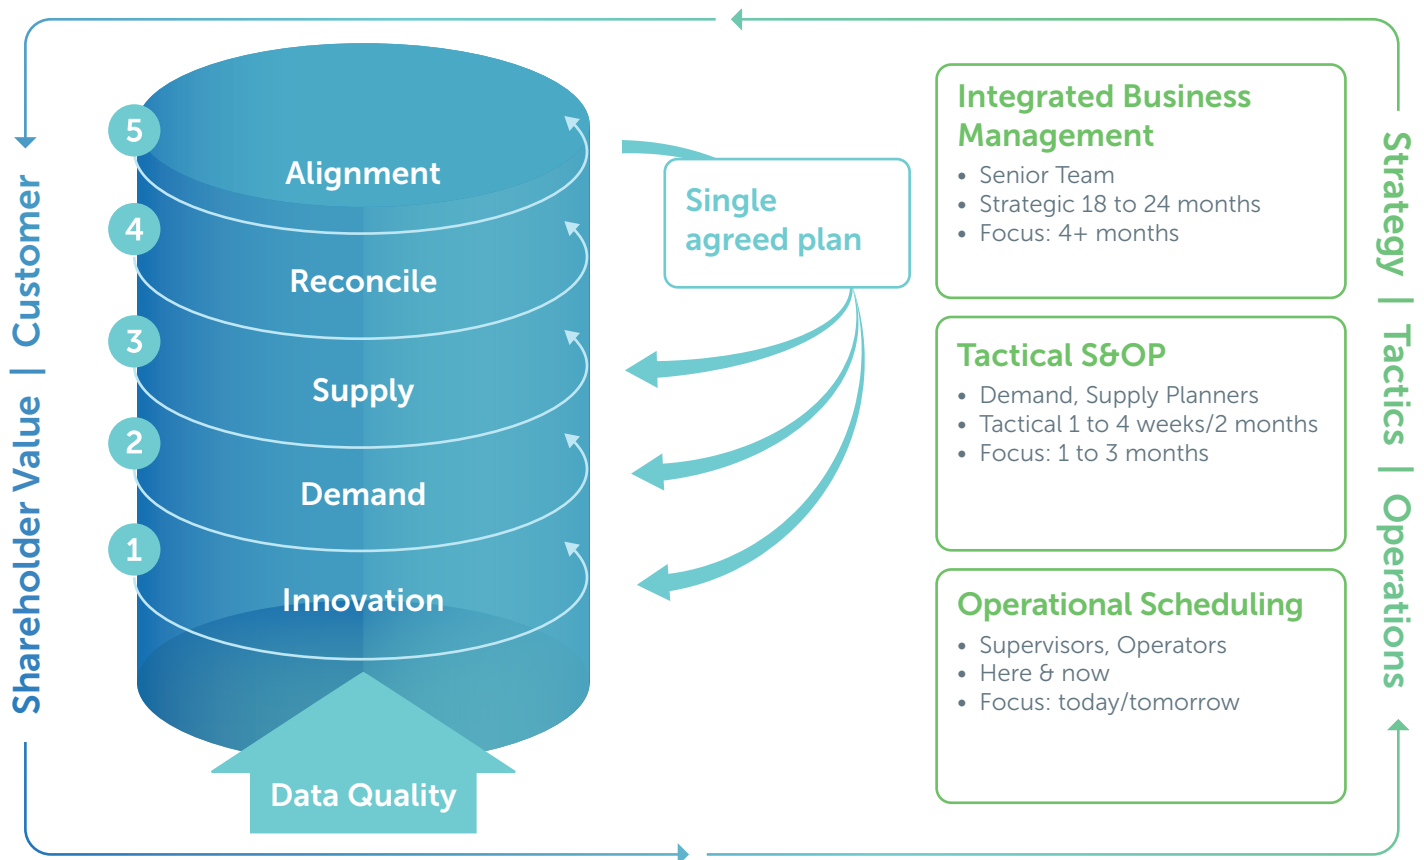 Shareholder Value | Customer
5
Alignment
4
Reconcile
3
Supply
2
Demand
1
Innovation
Data Quality
Single
agreed plan
Integrated Business
Management
• Senior Team
• Strategic 18 to 24 months
• Focus: 4+ months
Tactical S&OP
• Demand, Supply Planners
• Tactical 1 to 4 weeks/2 months
• Focus: 1 to 3 months
Operational Scheduling
• Supervisors, Operators
• Here & now
• Focus: today/tomorrow
Strategy | Tactics | Operations